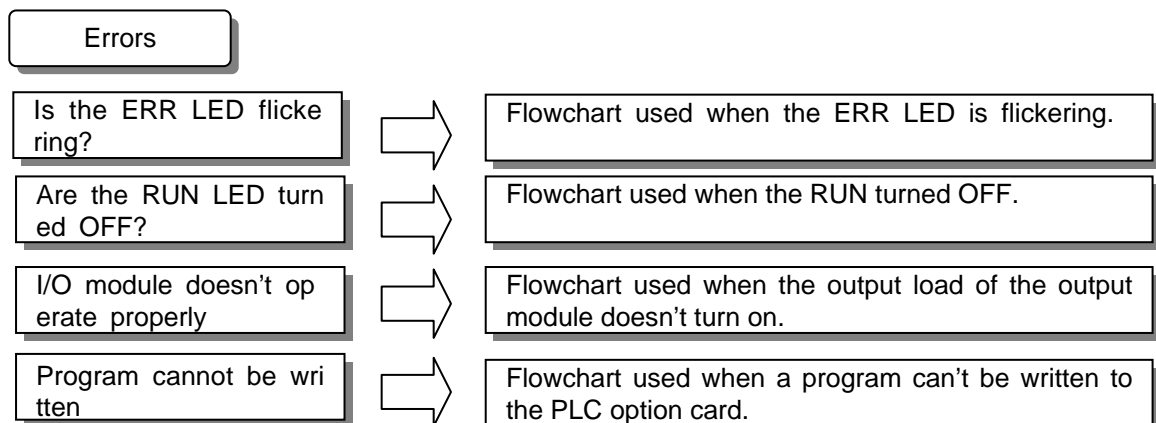 Errors
Is the ERR LED flicke
ring?
Flowchart used when the ERR LED is flickering.
Are the RUN LED turn
ed OFF?
Flowchart used when the RUN turned OFF.
I/O module doesn't op
erate properly
Flowchart used when the output load of the output
module doesn't turn on.
Program cannot be wri
tten
Flowchart used when a program can't be written to
the PLC option card.